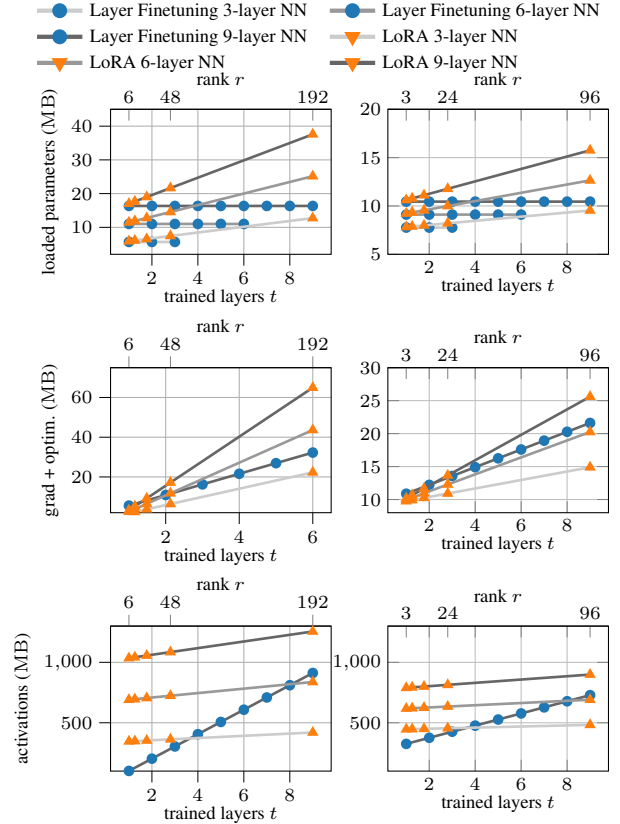 Layer Finetuning 3-layer NN
Layer Finetuning 6-layer NN
Layer Finetuning 9-layer NN
LoRA 3-layer NN
LoRA 6-layer NN
LoRA 9-layer NN
rank r
6 48 192
loaded parameters (MB)
40
30
20
10
2 4 6 8
trained layers t
rank r
3 24 96
20
15
10
5
2 4 6 8
trained layers t
rank r
6 48 192
grad + optim. (MB)
60
40
20
2 4 6
trained layers t
rank r
3 24 96
30
25
20
15
10
2 4 6 8
trained layers t
rank r
6 48 192
activations (MB)
1,000
500
2 4 6 8
trained layers t
rank r
3 24 96
1,000
500
2 4 6 8
trained layers t